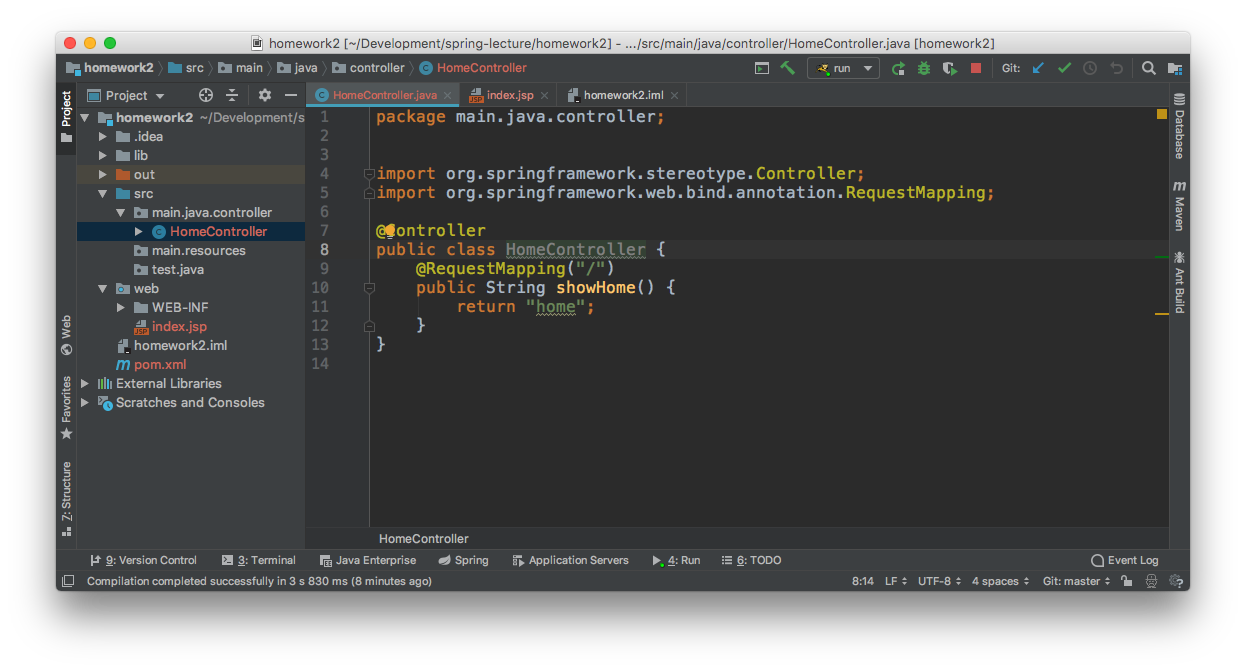 homework2 [~/Development/spring-lecture/homework2] - .../src/main/java/controller/HomeController.java [homework2]
homework2 src main java controller HomeController run Git:
Project
Project HomeController.java index.jsp homework2.iml
homework2 ~/Development/s
.idea
lib
out
src
main.java.controller
HomeController
main.resources
test.java
web
WEB-INF
index.jsp
homework2.iml
pom.xml
External Libraries
Scratches and Consoles
1 package main.java.controller;
2
3
4 import org.springframework.stereotype.Controller;
5 import org.springframework.web.bind.annotation.RequestMapping;
6
7 @Controller
8 public class HomeController {
9 @RequestMapping("/")
10 public String showHome() {
11 return "home";
12 }
13 }
14
Database
Maven
Ant Build
Web
Favorites
Z: Structure
HomeController
9: Version Control 3: Terminal Java Enterprise Spring Application Servers 4: Run 6: TODO Event Log
Compilation completed successfully in 3 s 830 ms (8 minutes ago) 8:14 LF UTF-8 4 spaces Git: master